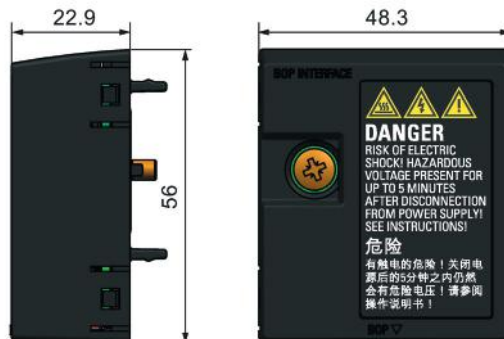 22.9
48.3
56
BOP INTERFACE
DANGER
RISK OF ELECTRIC
SHOCK! HAZARDOUS
VOLTAGE PRESENT FOR
UP TO 5 MINUTES
AFTER DISCONNECTION
FROM POWER SUPPLY!
SEE INSTRUCTIONS!
危险
有触电的危险！关闭电
源后的5分钟之内仍然
会有危险电压！请参阅
操作说明书！
BOP ▽